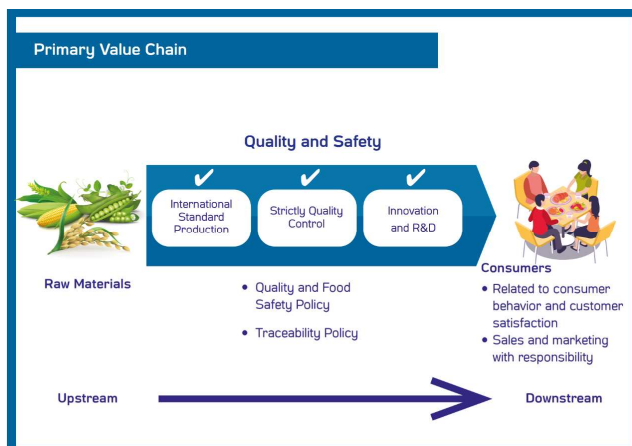 Primary Value Chain
Quality and Safety
International
Standard
Production
Strictly Quality
Control
Innovation
and R&D
Raw Materials
• Quality and Food
Safety Policy
• Traceability Policy
Consumers
• Related to consumer
behavior and customer
satisfaction
• Sales and marketing
with responsibility
Upstream
Downstream